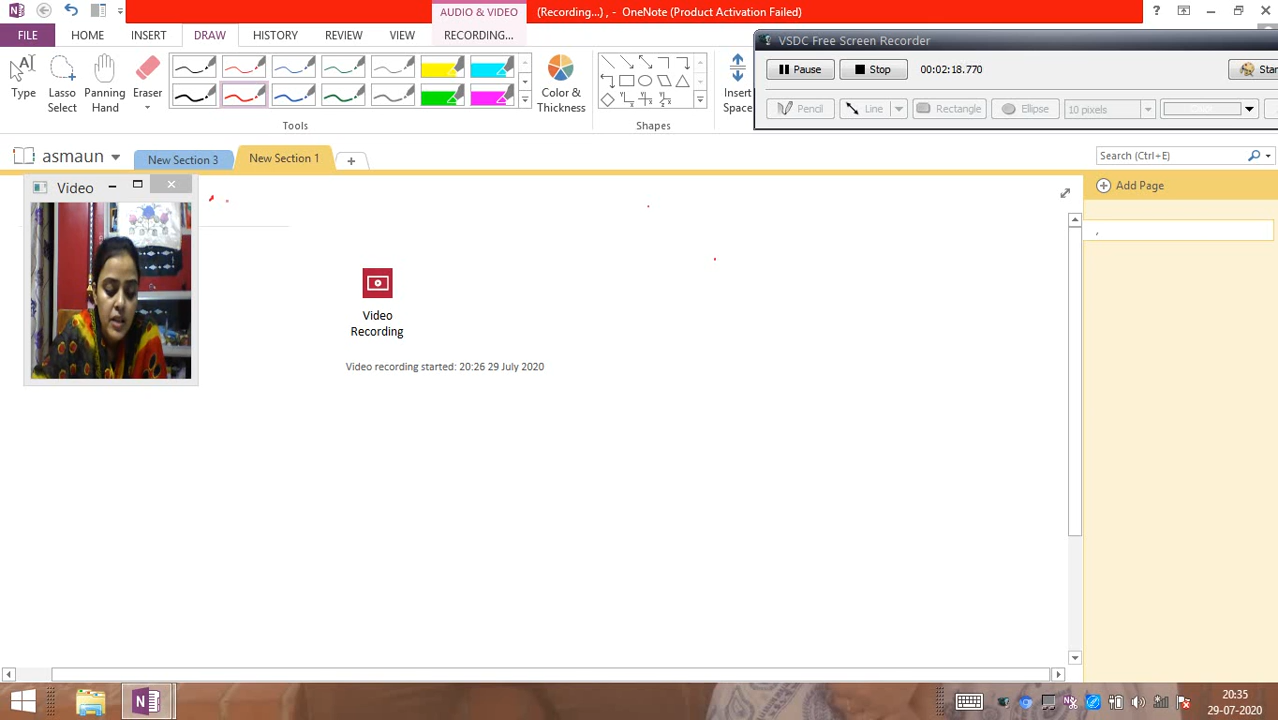 AUDIO & VIDEO
(Recording...) , - OneNote (Product Activation Failed)
FILE
HOME
INSERT
DRAW
HISTORY
REVIEW
VIEW
RECORDING...
Type
Lasso
Select
Panning
Hand
Eraser
Color &
Thickness
Insert
Space
Tools
Shapes
VSDC Free Screen Recorder
Pause
Stop
00:02:18.770
Star
Pencil
Line
Rectangle
Ellipse
10 pixels
asmaun
New Section 3
New Section 1
Search (Ctrl+E)
Add Page
,
Video
Video
Recording
Video recording started: 20:26 29 July 2020
20:35
29-07-2020